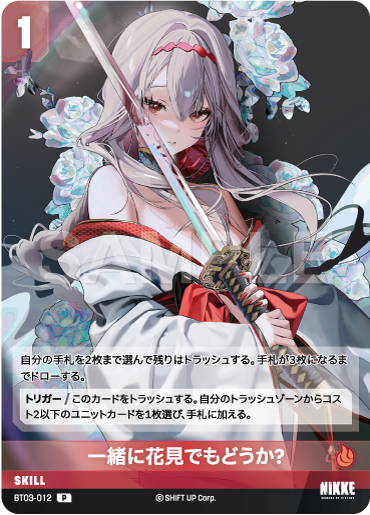 1
SAMPLE
自分の手札を2枚まで選んで残りはトラッシュする。手札が3枚になるま
でドローする。
トリガー / このカードをトラッシュする。自分のトラッシュゾーンからコス
ト2以下のユニットカードを1枚選び、手札に加える。
一緒に花見でもどうか?
SKILL
BT03-012 P
© SHIFT UP Corp.
NIKKE
GODDESS OF VICTORY